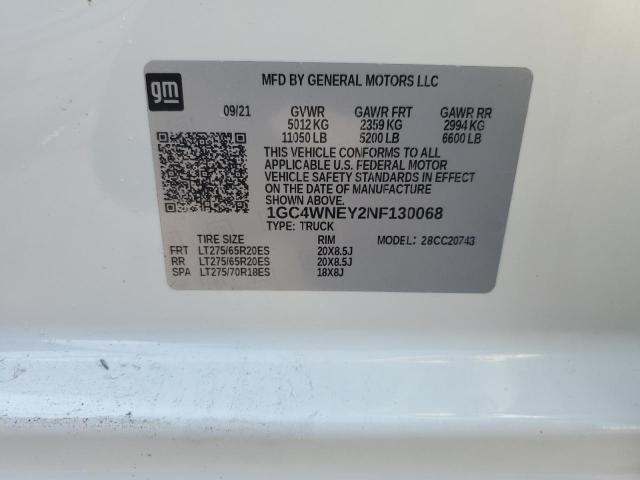 gm
MFD BY GENERAL MOTORS LLC
09/21 GVWR GAWR FRT GAWR RR
5012 KG 2359 KG 2994 KG
11050 LB 5200 LB 6600 LB
THIS VEHICLE CONFORMS TO ALL
APPLICABLE U.S. FEDERAL MOTOR
VEHICLE SAFETY STANDARDS IN EFFECT
ON THE DATE OF MANUFACTURE
SHOWN ABOVE.
1GC4WNEY2NF130068
TYPE: TRUCK
TIRE SIZE RIM MODEL: 28CC20743
FRT LT275/65R20ES 20X8.5J
RR LT275/65R20ES 20X8.5J
SPA LT275/70R18ES 18X8J